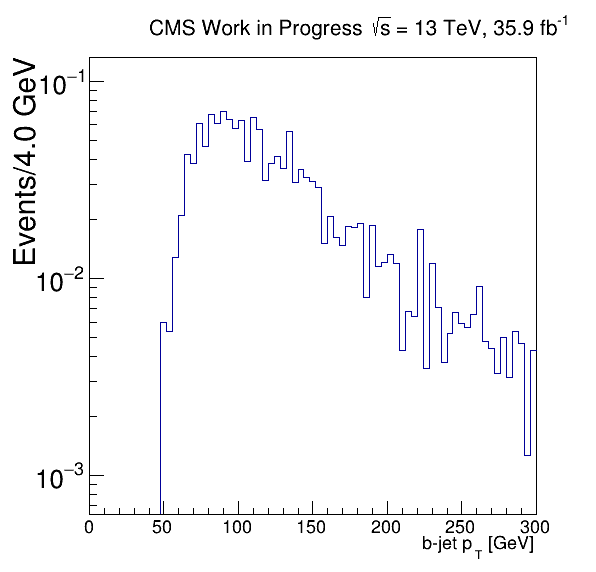 CMS Work in Progress √s = 13 TeV, 35.9 fb⁻¹
Events/4.0 GeV
10⁻¹
10⁻²
10⁻³
0 50 100 150 200 250 300
b-jet p_T [GeV]